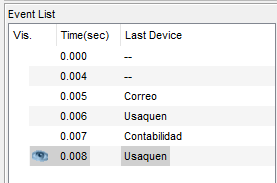 Event List
Vis. Time(sec) Last Device
0.000 --
0.004 --
0.005 Correo
0.006 Usaquen
0.007 Contabilidad
0.008 Usaquen